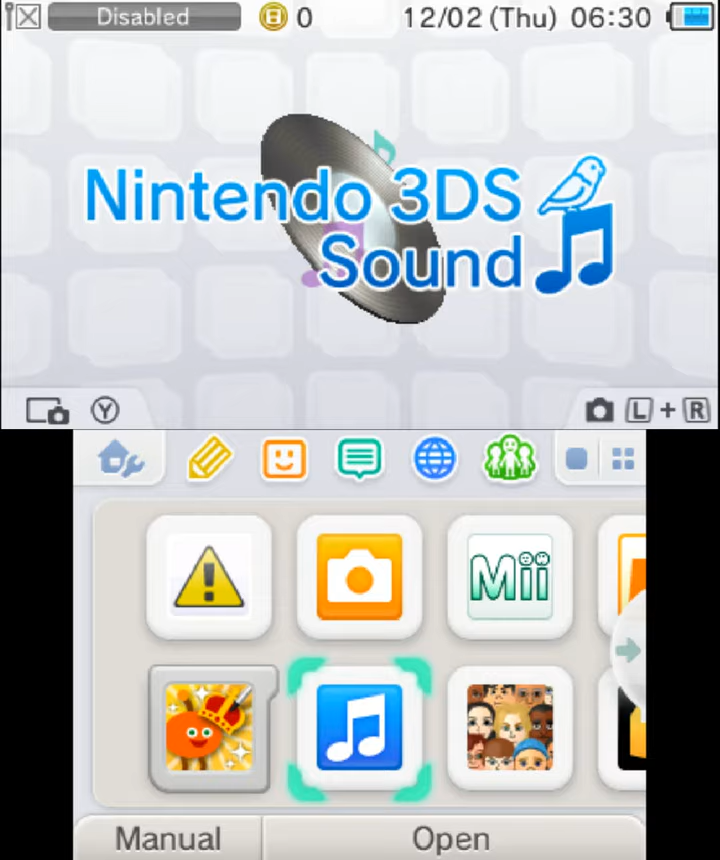 Disabled
0
12/02 (Thu) 06:30
Nintendo 3DS
Sound
Y
L + R
Mii
Manual
Open